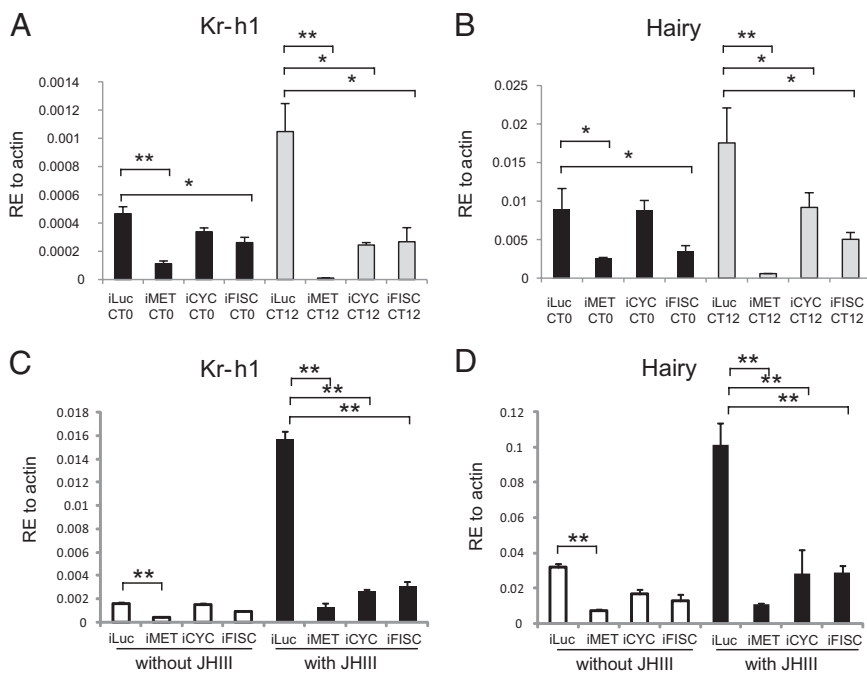 A
Kr-h1
**
*
*
RE to actin
0.0014
0.0012
0.001
0.0008
0.0006
0.0004
0.0002
0
**
*
iLuc iMET iCYC iFISC iLuc iMET iCYC iFISC
CT0 CT0 CT0 CT0 CT12 CT12 CT12 CT12
B
Hairy
**
*
*
RE to actin
0.025
0.02
0.015
0.01
0.005
0
*
*
iLuc iMET iCYC iFISC iLuc iMET iCYC iFISC
CT0 CT0 CT0 CT0 CT12 CT12 CT12 CT12
C
Kr-h1
**
**
**
RE to actin
0.018
0.016
0.014
0.012
0.01
0.008
0.006
0.004
0.002
0
**
iLuc iMET iCYC iFISC iLuc iMET iCYC iFISC
without JHIII with JHIII
D
Hairy
**
**
**
RE to actin
0.12
0.1
0.08
0.06
0.04
0.02
0
**
iLuc iMET iCYC iFISC iLuc iMET iCYC iFISC
without JHIII with JHIII